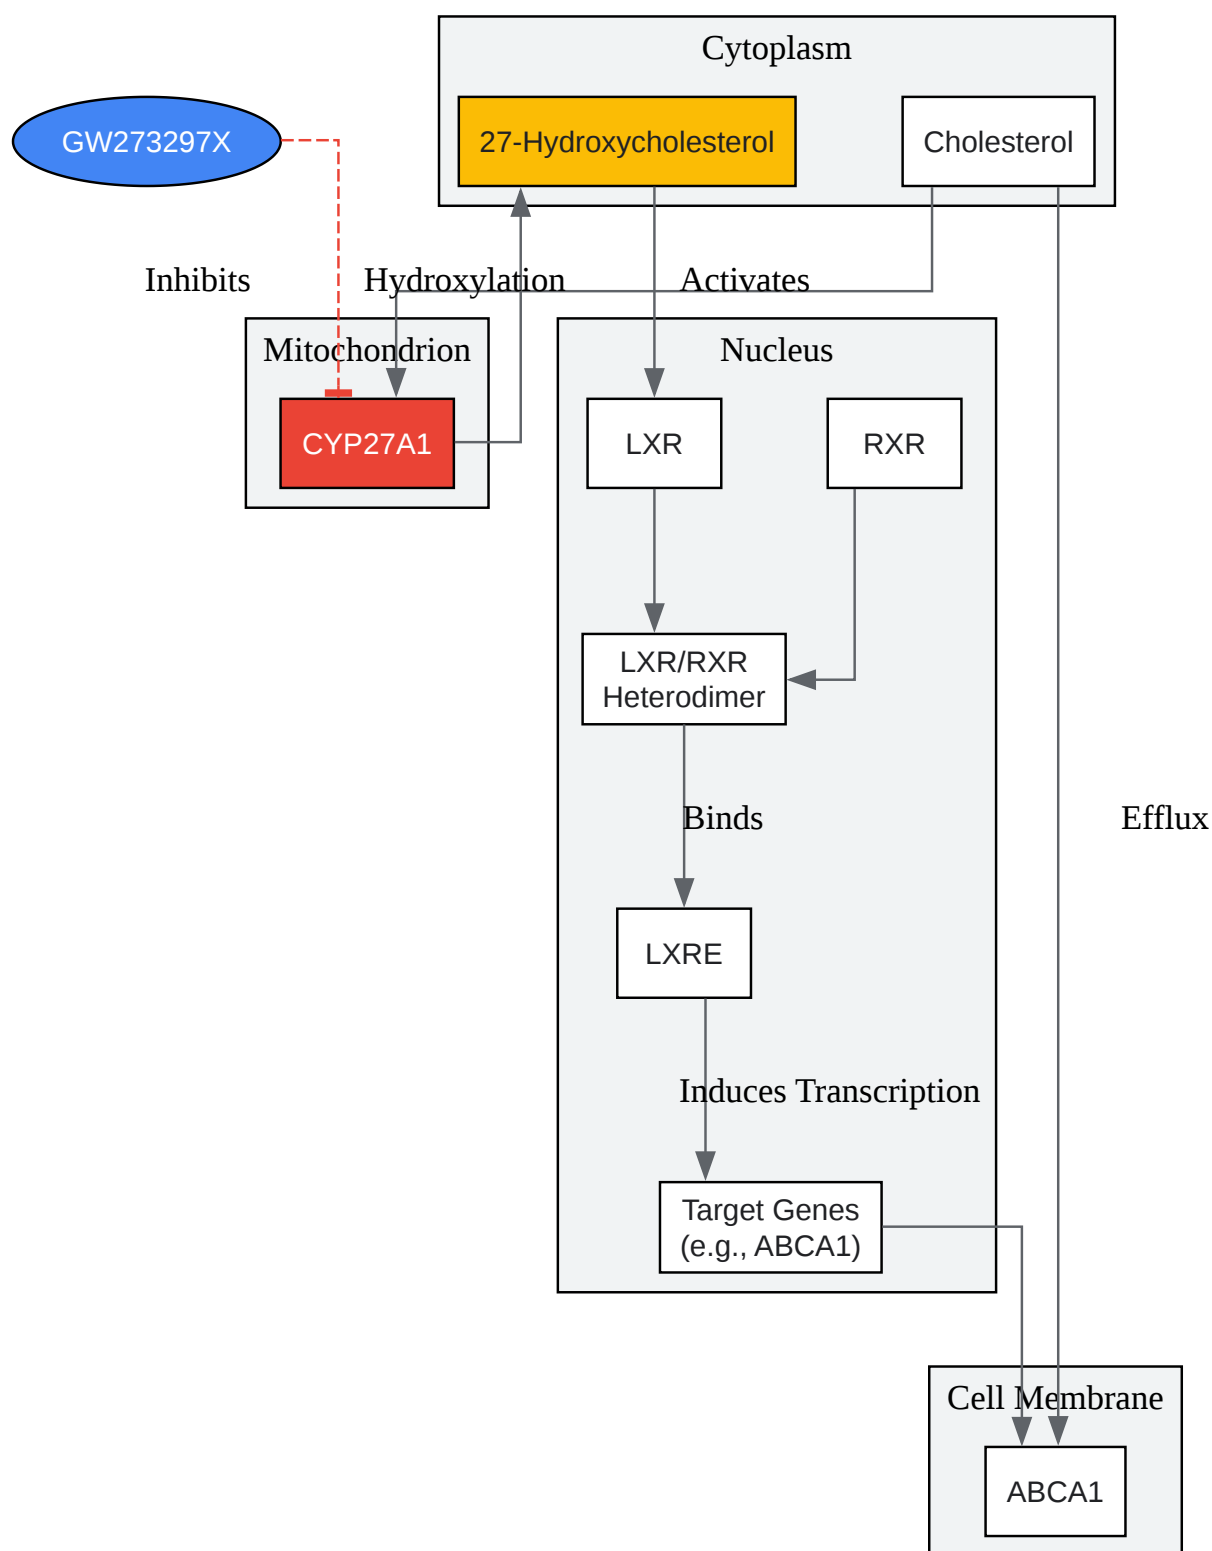 Cytoplasm
GW273297X
27-Hydroxycholesterol
Cholesterol
Inhibits
Hydroxylation
Activates
Mitochondrion
Nucleus
CYP27A1
LXR
RXR
LXR/RXR
Heterodimer
Binds
Efflux
LXRE
Induces Transcription
Target Genes
(e.g., ABCA1)
Cell Membrane
ABCA1